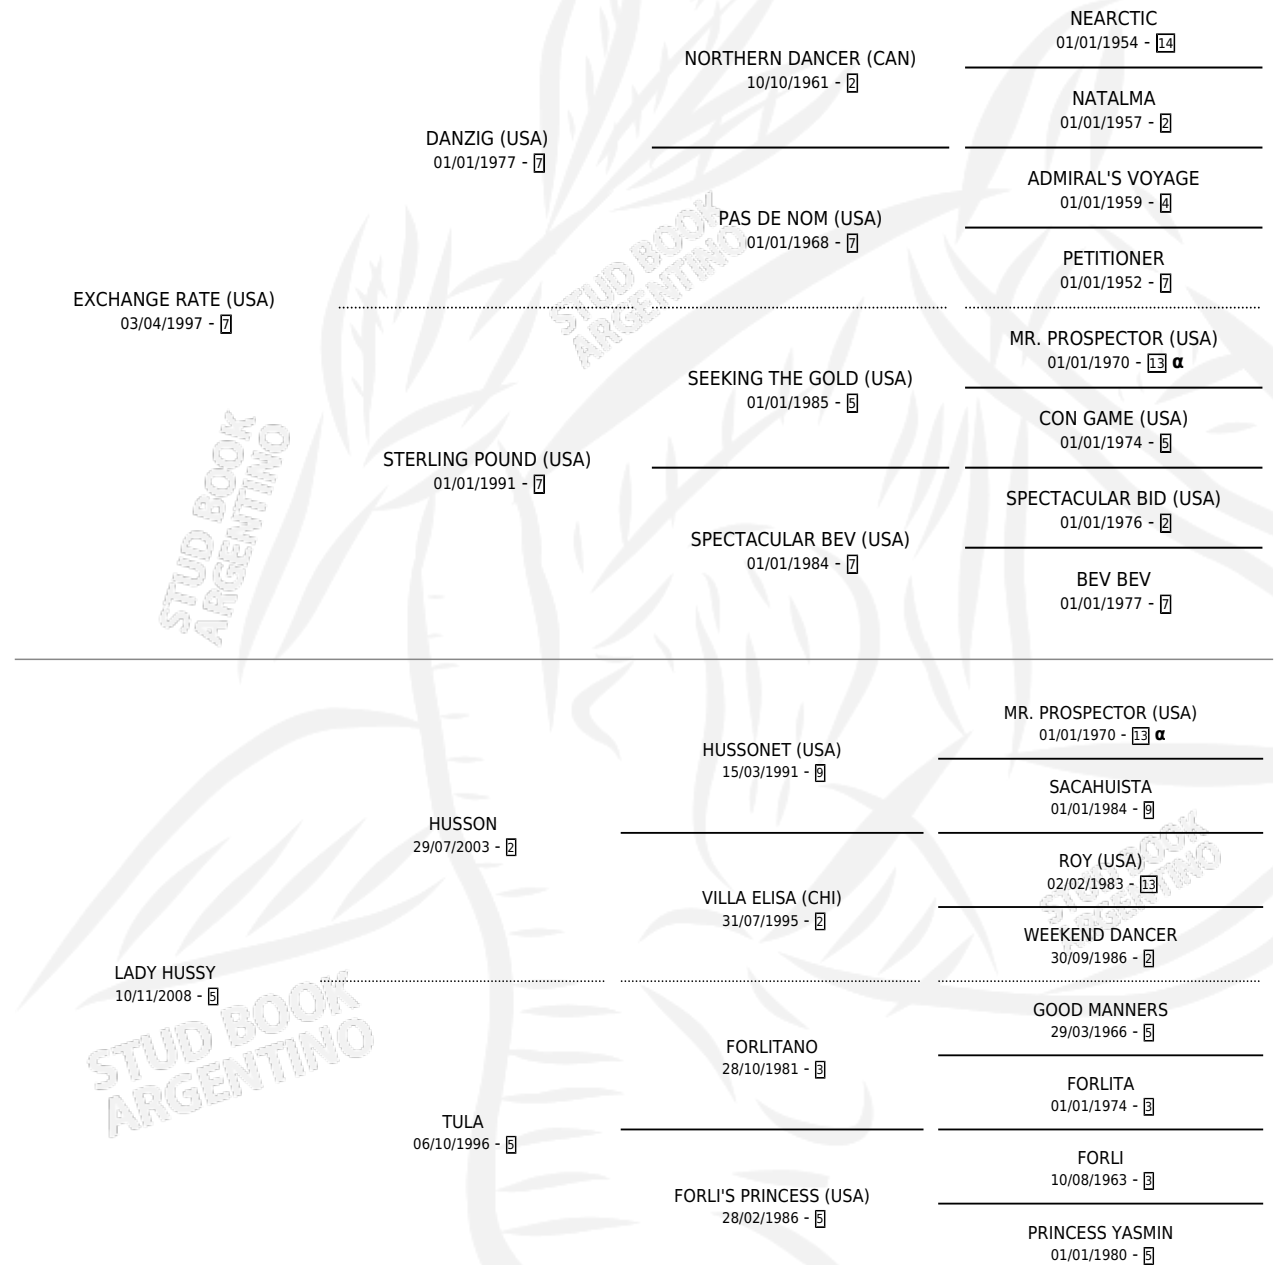 NEARCTIC
01/01/1954 - 14
NORTHERN DANCER (CAN)
10/10/1961 - 2
NATALMA
01/01/1957 - 2
DANZIG (USA)
01/01/1977 - 7
ADMIRAL'S VOYAGE
01/01/1959 - 4
PAS DE NOM (USA)
01/01/1968 - 7
PETITIONER
01/01/1952 - 7
EXCHANGE RATE (USA)
03/04/1997 - 7
MR. PROSPECTOR (USA)
01/01/1970 - 13 α
SEEKING THE GOLD (USA)
01/01/1985 - 5
CON GAME (USA)
01/01/1974 - 5
STERLING POUND (USA)
01/01/1991 - 7
SPECTACULAR BID (USA)
01/01/1976 - 2
SPECTACULAR BEV (USA)
01/01/1984 - 7
BEV BEV
01/01/1977 - 7
MR. PROSPECTOR (USA)
01/01/1970 - 13 α
HUSSONET (USA)
15/03/1991 - 9
SACAHUISTA
01/01/1984 - 9
HUSSON
29/07/2003 - 2
ROY (USA)
02/02/1983 - 13
VILLA ELISA (CHI)
31/07/1995 - 2
WEEKEND DANCER
30/09/1986 - 2
LADY HUSSY
10/11/2008 - 5
GOOD MANNERS
29/03/1966 - 5
FORLITANO
28/10/1981 - 3
FORLITA
01/01/1974 - 3
TULA
06/10/1996 - 5
FORLI
10/08/1963 - 3
FORLI'S PRINCESS (USA)
28/02/1986 - 5
PRINCESS YASMIN
01/01/1980 - 5
STUD BOOK
ARGENTINO
STUD BOOK
ARGENTINO
STUD BOOK
ARGENTINO
STUD BOOK
ARGENTINO